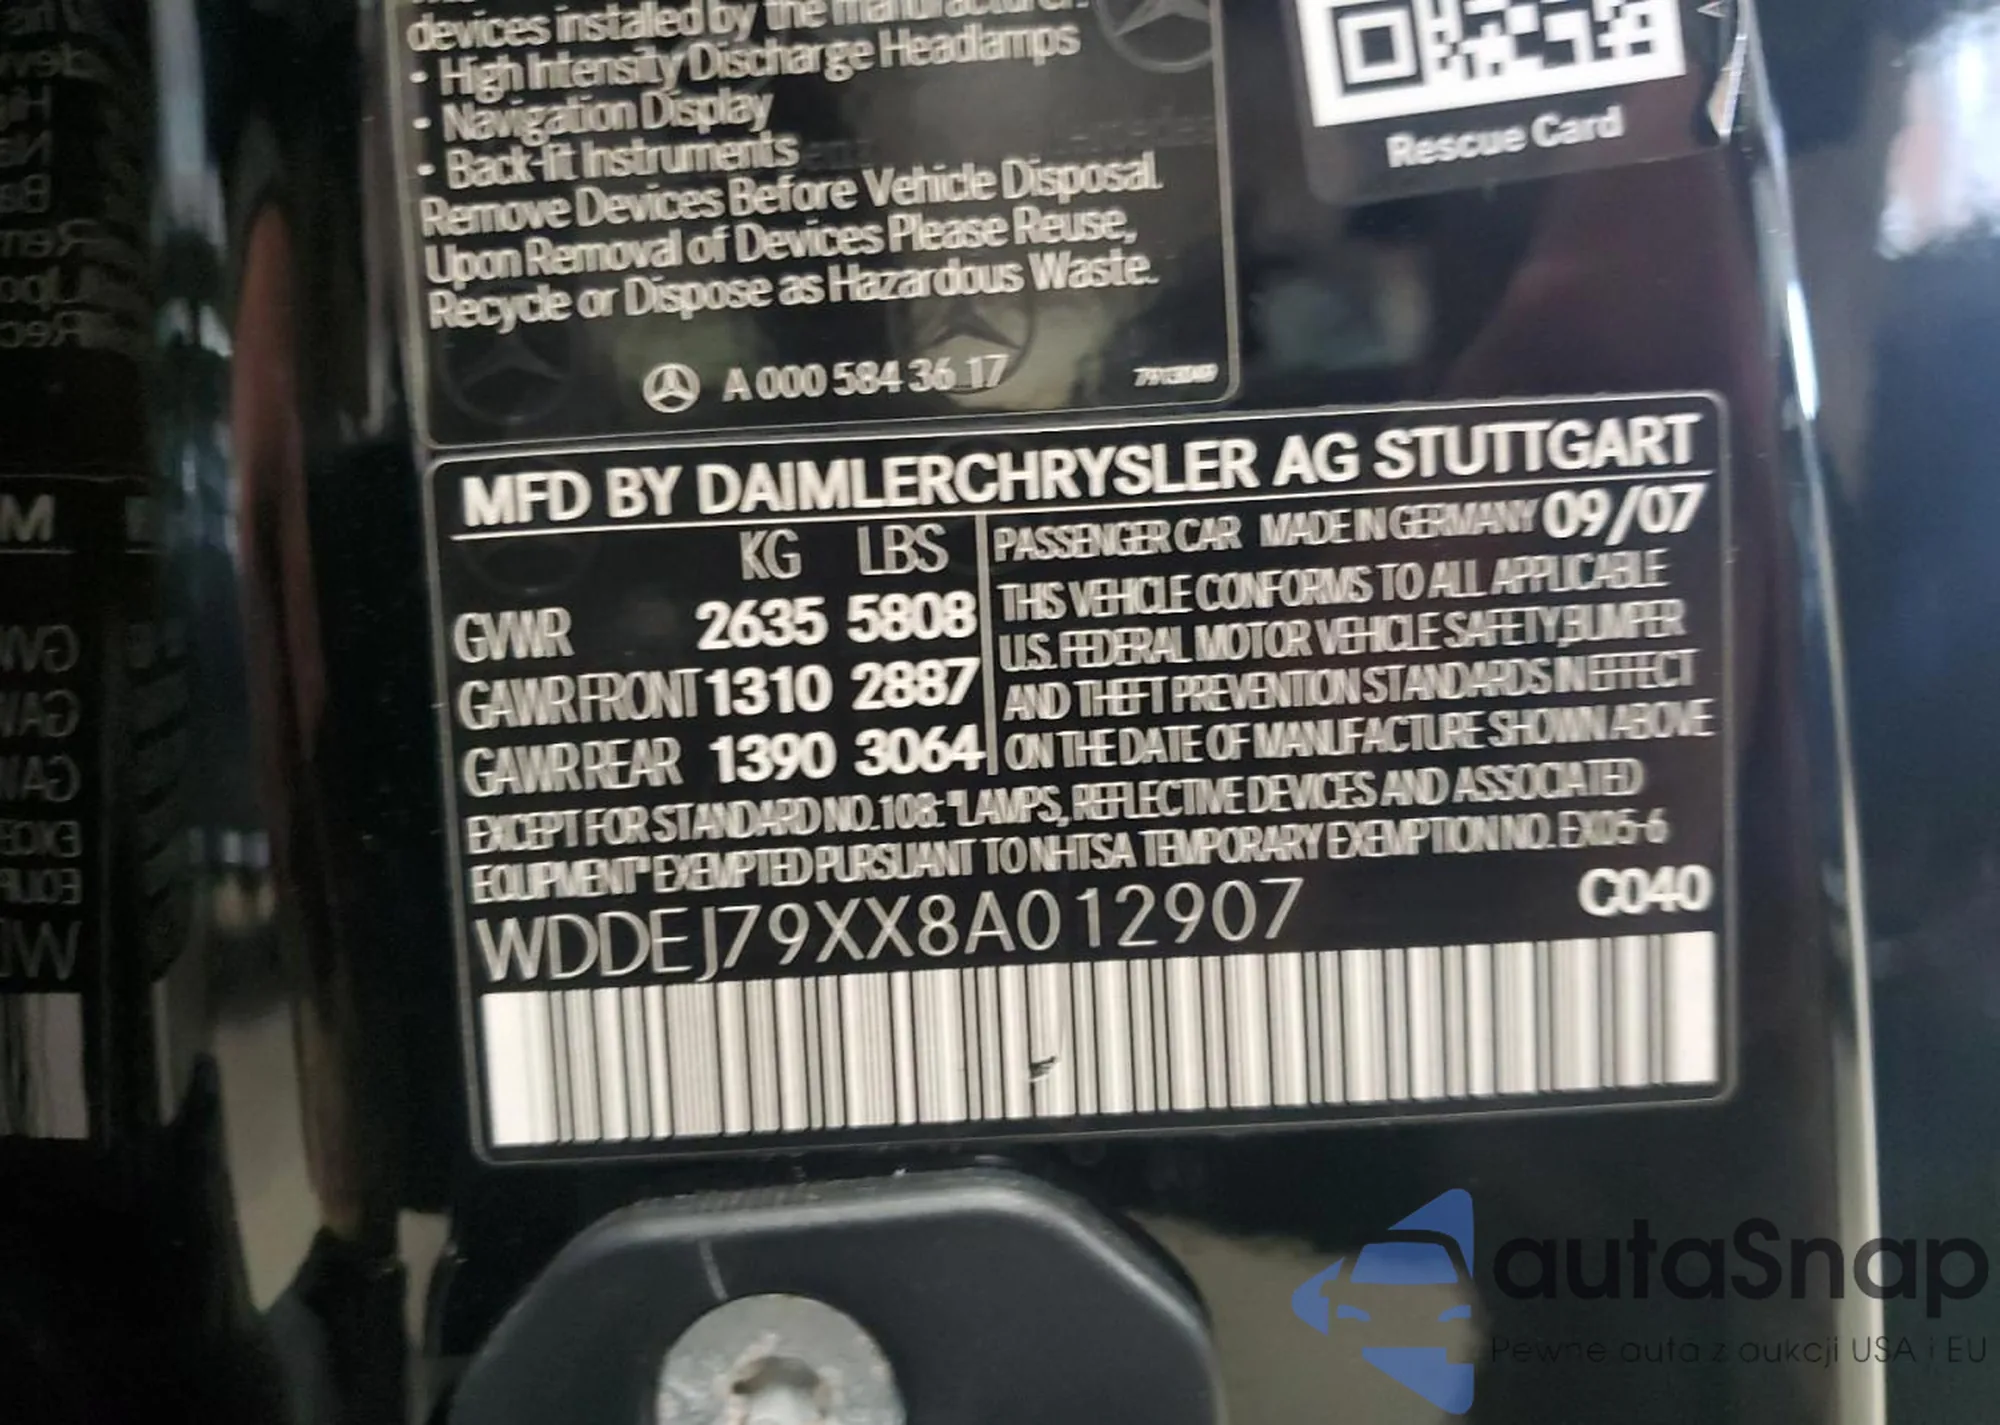 devices installed by the manufacturer:
• High Intensity Discharge Headlamps
• Navigation Display
• Back-fit Instruments
Remove Devices Before Vehicle Disposal.
Upon Removal of Devices Please Reuse,
Recycle or Dispose as Hazardous Waste.
A 000 584 36 17
Rescue Card
MFD BY DAIMLERCHRYSLER AG STUTTGART
KG LBS
GVWR 2635 5808
GAWR FRONT 1310 2887
GAWR REAR 1390 3064
PASSENGER CAR MADE IN GERMANY 09/07
THIS VEHICLE CONFORMS TO ALL APPLICABLE
U.S. FEDERAL MOTOR VEHICLE SAFETY, BUMPER
AND THEFT PREVENTION STANDARDS IN EFFECT
ON THE DATE OF MANUFACTURE SHOWN ABOVE
EXCEPT FOR STANDARD NO. 108: "LAMPS, REFLECTIVE DEVICES AND ASSOCIATED
EQUIPMENT" EXEMPTED PURSUANT TO NHTSA TEMPORARY EXEMPTION NO. EX05-6
WDDEJ79XX8A012907 C040
autaSnap
Pewne auta z aukcji USA i EU